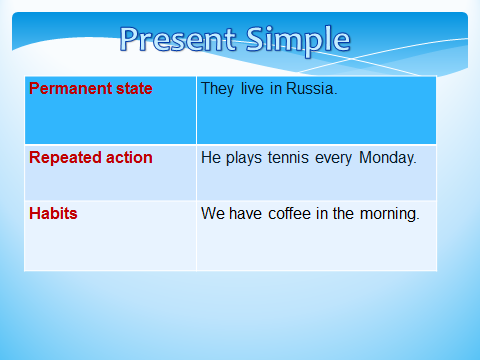 Present Simple
Permanent state They live in Russia.
Repeated action He plays tennis every Monday.
Habits We have coffee in the morning.